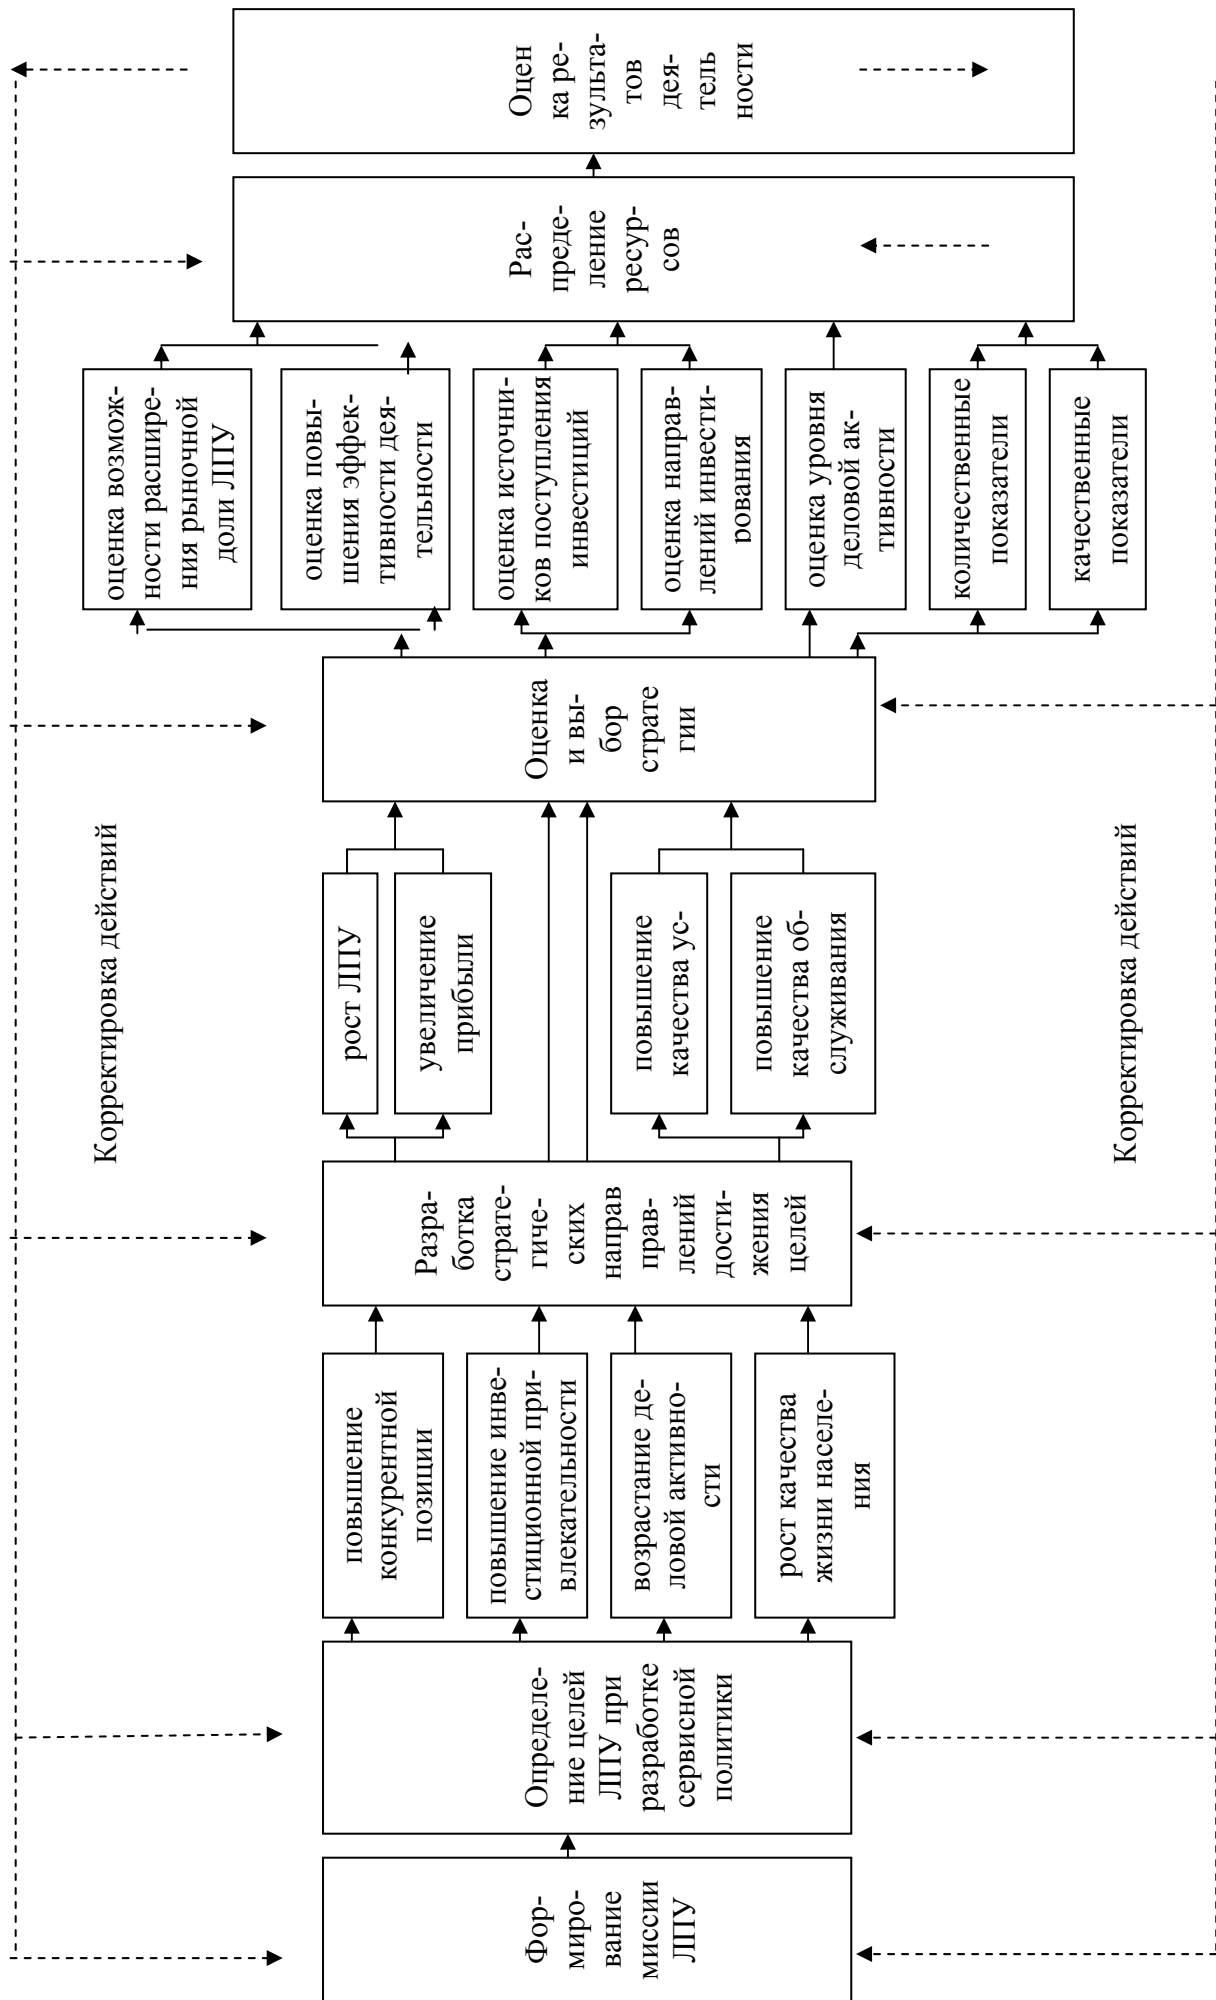 Корректировка действий
Фор-
миро-
вание
миссии
ЛПУ
Определе-
ние целей
ЛПУ при
разработке
сервисной
политики
повышение
конкурентной
позиции
повышение инве-
стиционной при-
влекательности
возрастание де-
ловой активно-
сти
рост качества
жизни населе-
ния
Разра-
ботка
страте-
гиче-
ских
направ
прав-
лений
дости-
жения
целей
рост ЛПУ
увеличение
прибыли
повышение
качества ус-
повышение
качества об-
служивания
Оценка
и вы-
бор
страте
гии
оценка возмож-
ности расшире-
ния рыночной
доли ЛПУ
оценка повы-
шения эффек-
тивности дея-
тельности
оценка источни-
ков поступления
инвестиций
оценка направ-
лений инвести-
рования
оценка уровня
деловой ак-
тивности
количественные
показатели
качественные
показатели
Рас-
преде-
ление
ресур-
сов
Оцен
ка ре-
зульта-
тов
дея-
тель
ности
Корректировка действий